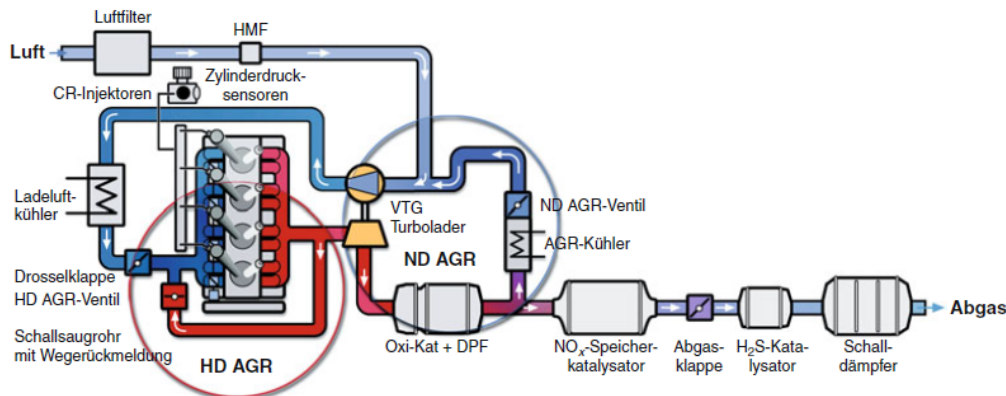 Luftfilter
HMF
Luft
Zylinderdruck-
sensoren
CR-Injektoren
Ladeluft-
kühler
VTG
Turbolader
ND AGR-Ventil
AGR-Kühler
ND AGR
Drosselklappe
HD AGR-Ventil
Schallsaugrohr
mit Wegerückmeldung
HD AGR
Oxi-Kat + DPF
NOx-Speicher-
katalysator
Abgas-
klappe
H2S-Kata-
lysator
Schall-
dämpfer
Abgas